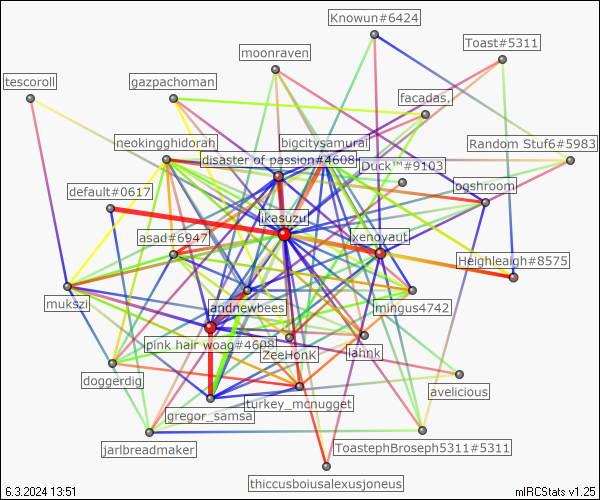 Knowun#6424
Toast#5311
moonraven
tescoroll
gazpachoman
facadas.
neokingghidorah
bigcitysamurai
Random Stuf6#5983
disaster of passion#4608
Duck™#9103
default#0617
ogshroom
ikasuzu
asad#6947
xenoyaut
Heighleaigh#8575
mukszi
andnewbees
mingus4742
pink hair woag#4608
ZeeHonK
lahnk
doggerdig
avelicious
turkey_mcnugget
gregor_samsa
jarlbreadmaker
ToastephBroseph5311#5311
thiccusboiusalexusjoneus
6.3.2024 13:51
mIRCStats v1.25